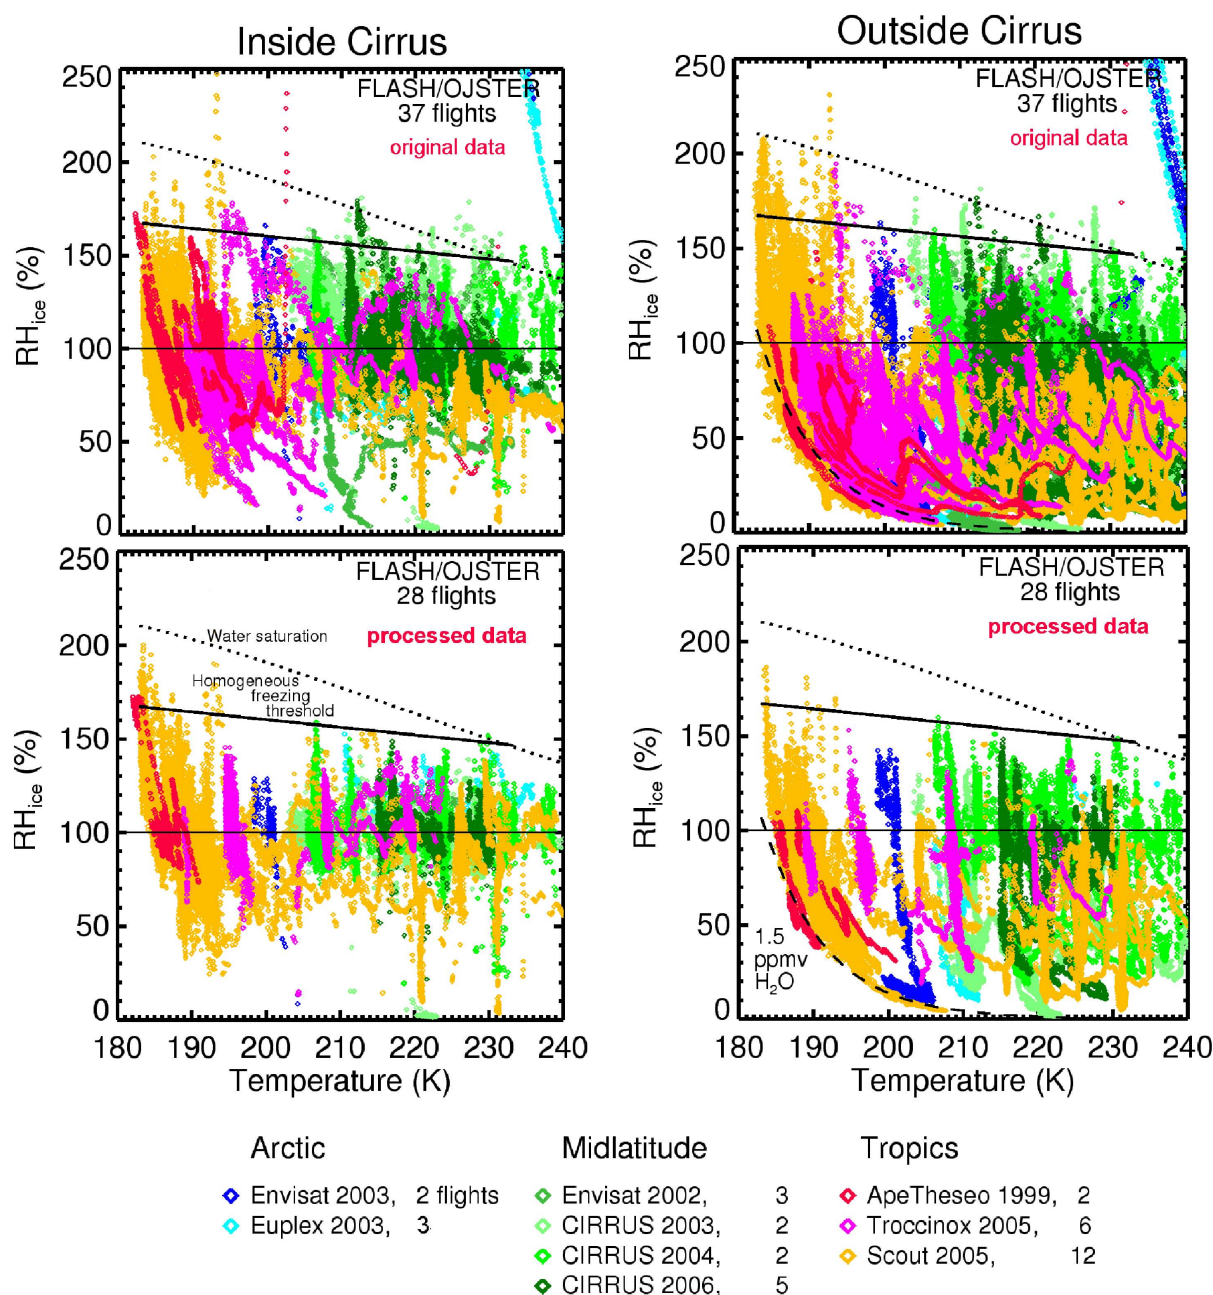 Inside Cirrus
Outside Cirrus
FLASH/OJSTER
37 flights
original data
250
200
150
100
50
0
RHice (%)
FLASH/OJSTER
37 flights
original data
250
200
150
100
50
0
RHice (%)
FLASH/OJSTER
28 flights
processed data
Water saturation
Homogeneous
freezing
threshold
250
200
150
100
50
0
RHice (%)
180 190 200 210 220 230 240
Temperature (K)
FLASH/OJSTER
28 flights
processed data
1.5
ppmv
H2O
250
200
150
100
50
0
RHice (%)
180 190 200 210 220 230 240
Temperature (K)
Arctic
Envisat 2003, 2 flights
Euplex 2003, 3
Midlatitude
Envisat 2002, 3
CIRRUS 2003, 2
CIRRUS 2004, 2
CIRRUS 2006, 5
Tropics
ApeTheseo 1999, 2
Troccinox 2005, 6
Scout 2005, 12